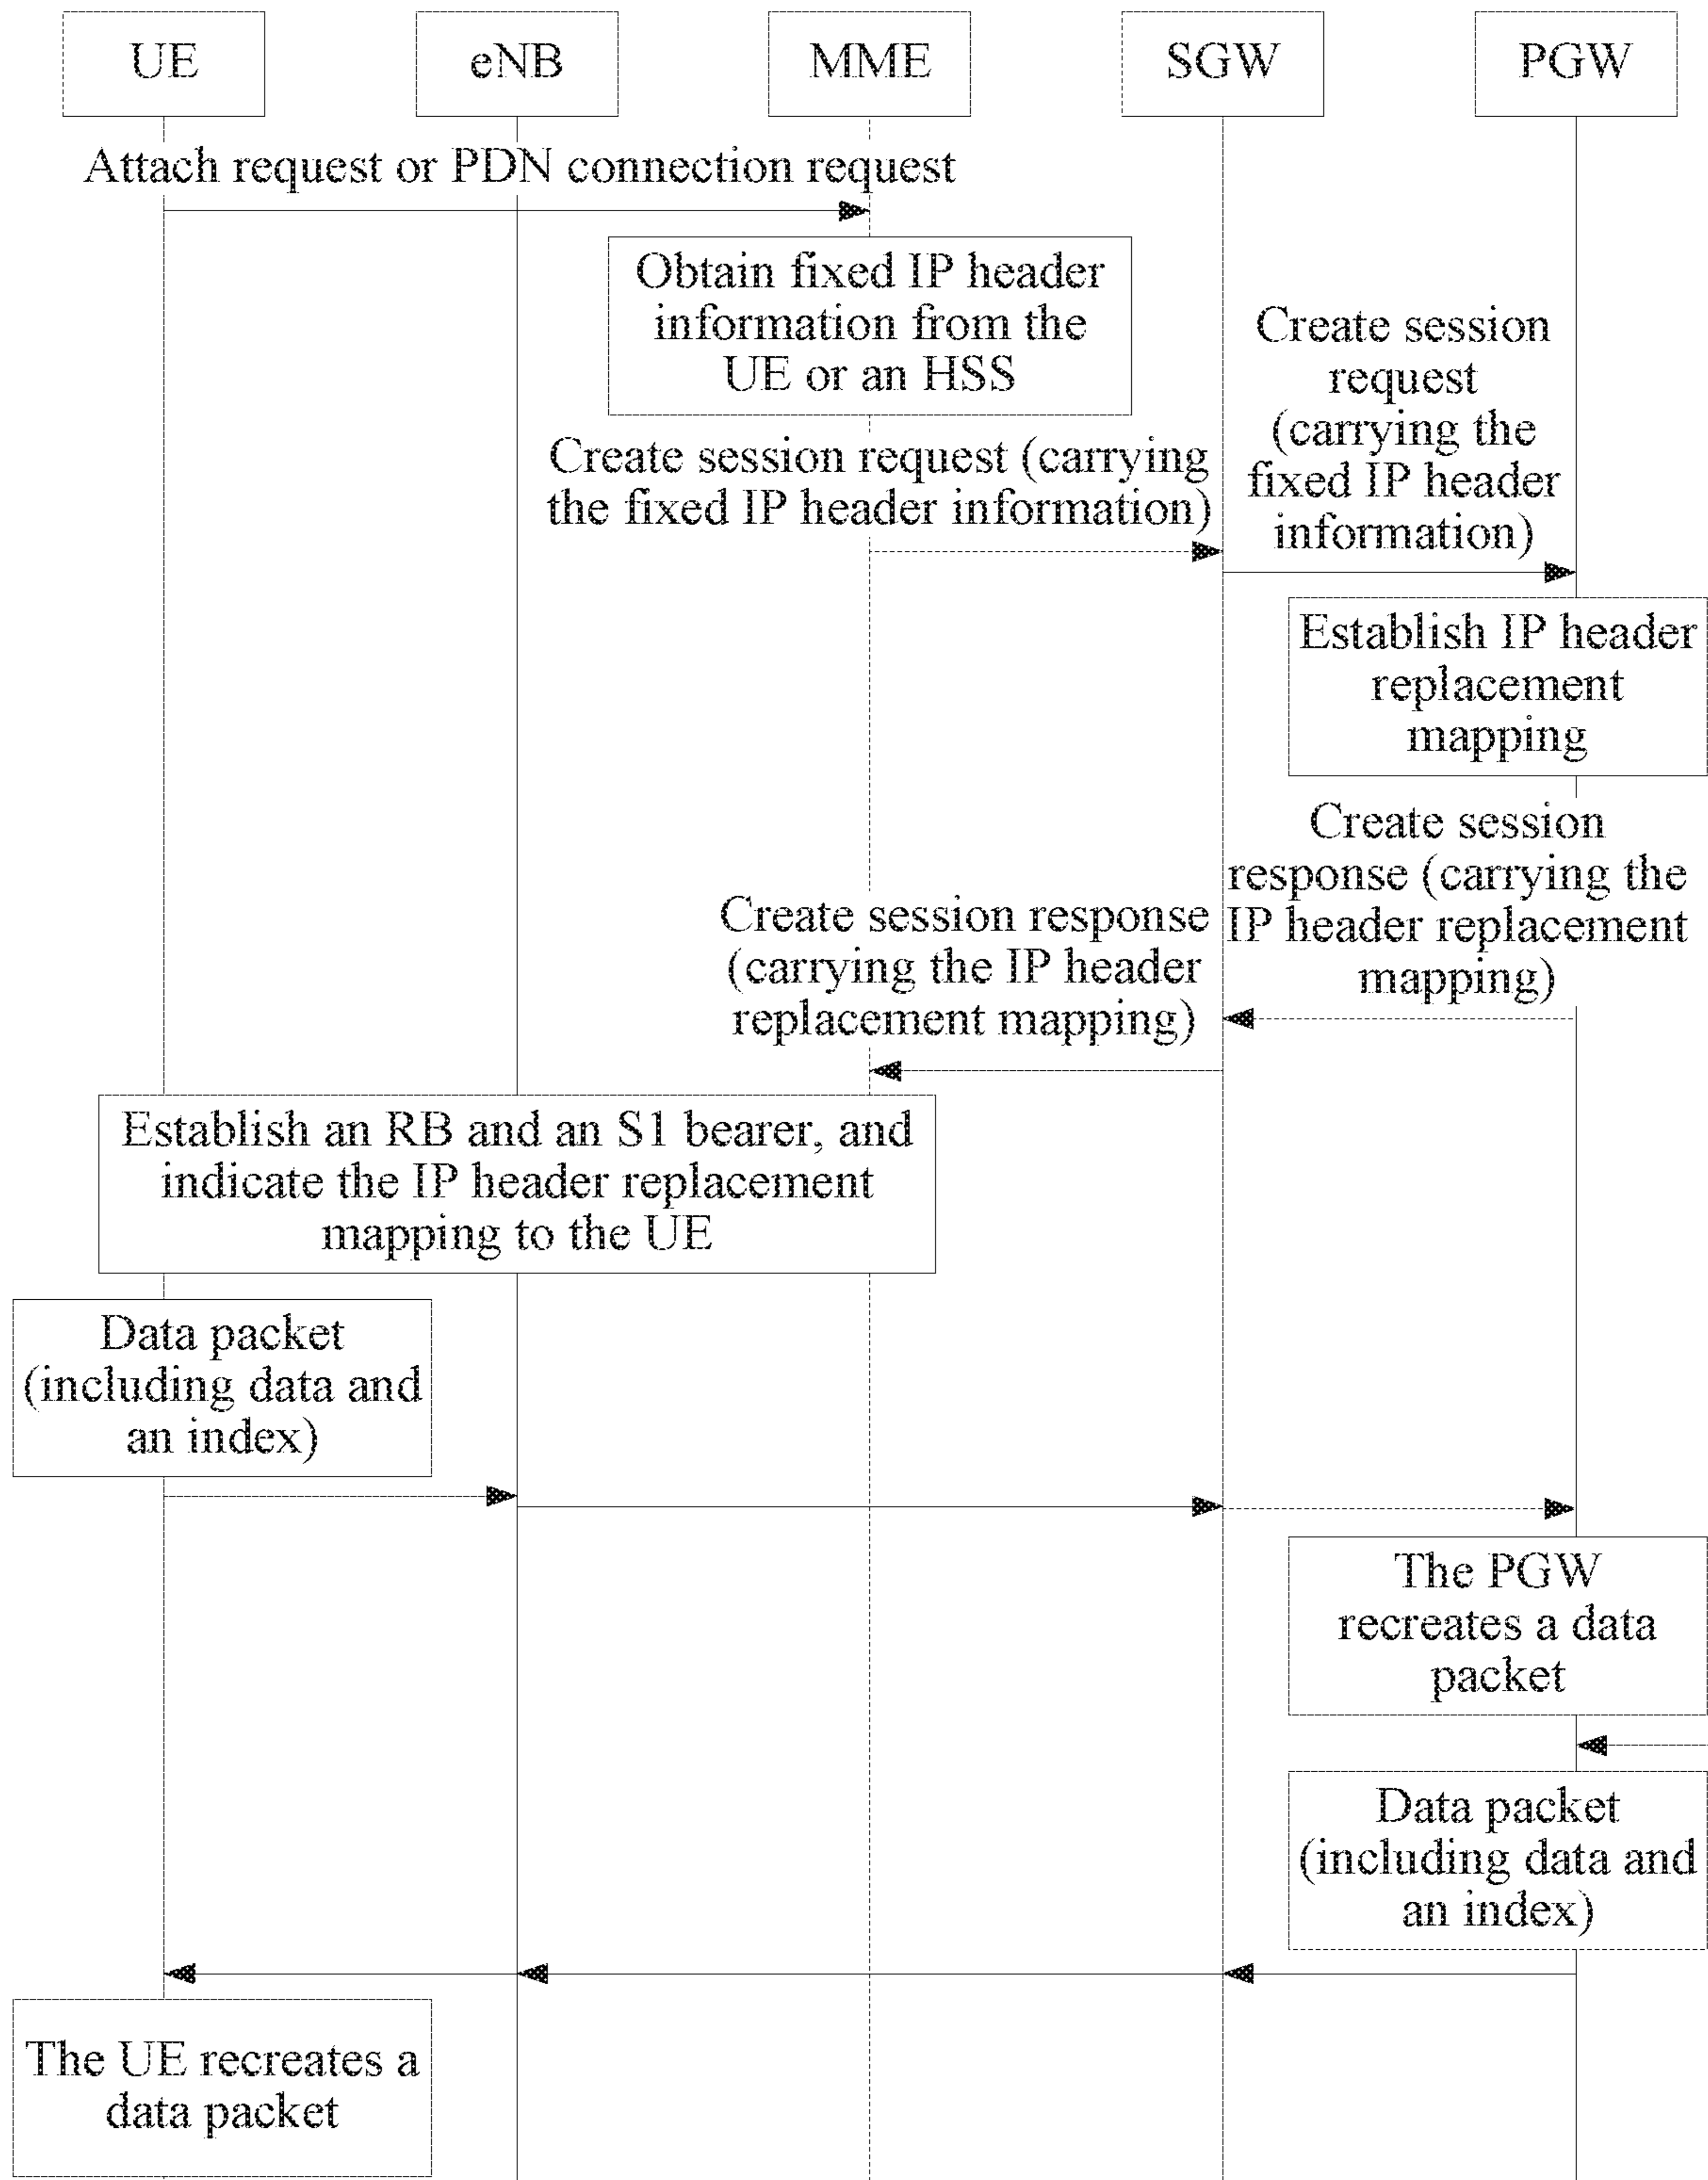 UE
eNB
MME
SGW
PGW
Attach request or PDN connection request
Obtain fixed IP header
information from the
UE or an HSS
Create session request (carrying
the fixed IP header information)
Create session
request
(carrying the
fixed IP header
information)
Establish IP header
replacement
mapping
Create session
response (carrying the
IP header replacement
mapping)
Create session response
(carrying the IP header
replacement mapping)
Establish an RB and an S1 bearer, and
indicate the IP header replacement
mapping to the UE
Data packet
(including data and
an index)
The PGW
recreates a data
packet
Data packet
(including data and
an index)
The UE recreates a
data packet